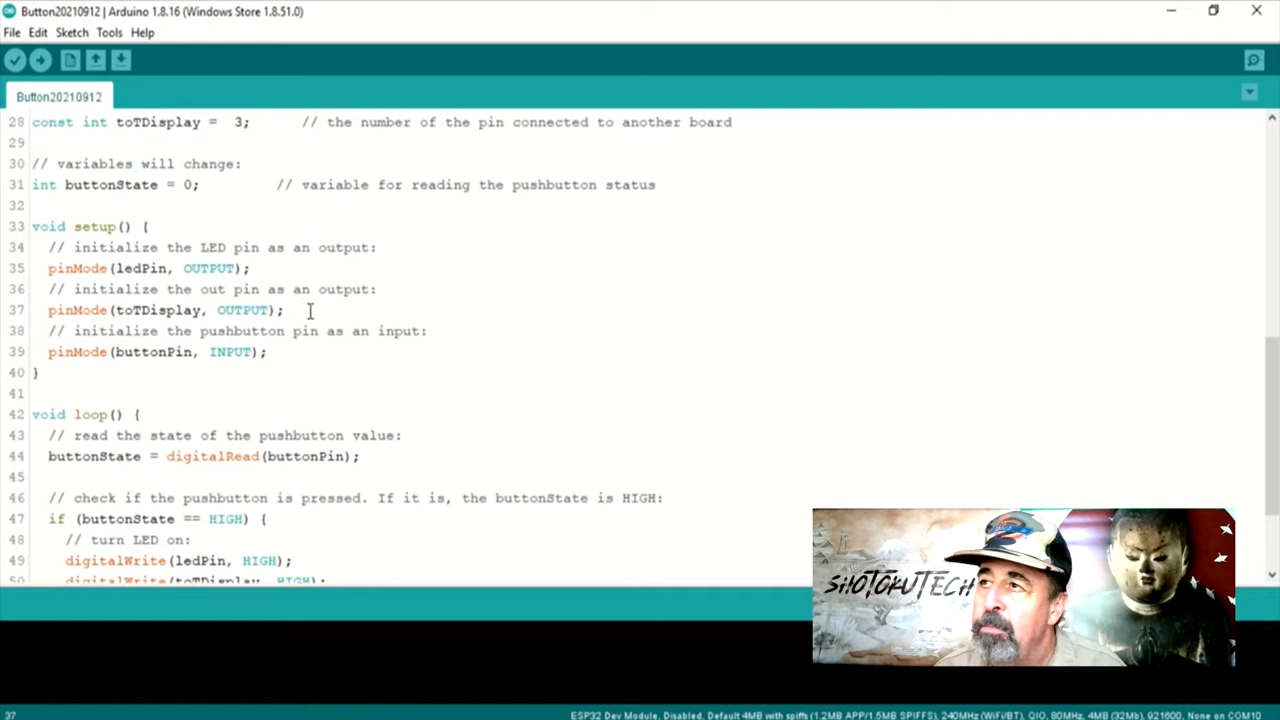 Button20210912 | Arduino 1.8.16 (Windows Store 1.8.51.0)
File Edit Sketch Tools Help
Button20210912
28 const int toTDisplay =  3;      // the number of the pin connected to another board
29
30 // variables will change:
31 int buttonState = 0;         // variable for reading the pushbutton status
32
33 void setup() {
34   // initialize the LED pin as an output:
35   pinMode(ledPin, OUTPUT);
36   // initialize the out pin as an output:
37   pinMode(toTDisplay, OUTPUT);
38   // initialize the pushbutton pin as an input:
39   pinMode(buttonPin, INPUT);
40 }
41
42 void loop() {
43   // read the state of the pushbutton value:
44   buttonState = digitalRead(buttonPin);
45
46   // check if the pushbutton is pressed. If it is, the buttonState is HIGH:
47   if (buttonState == HIGH) {
48     // turn LED on:
49     digitalWrite(ledPin, HIGH);
50     digitalWrite(toTDisplay, HIGH);
SHOTOKUTECH
37 ESP32 Dev Module, Disabled, Default 4MB with spiffs (1.2MB APP/1.5MB SPIFFS), 240MHz (WiFi/BT), QIO, 80MHz, 4MB (32Mb), 921600, None on COM10